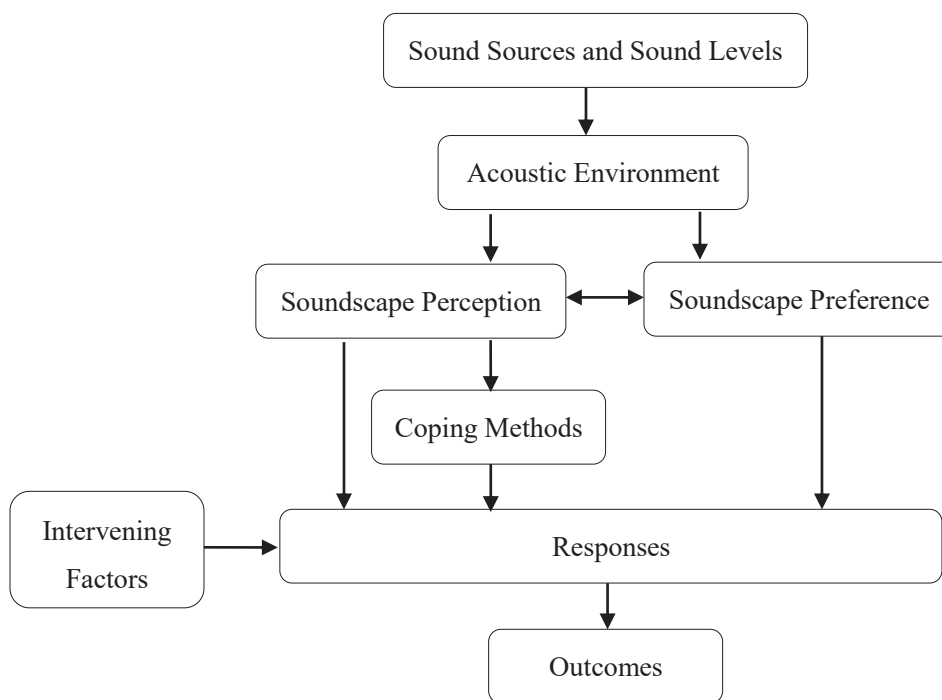 Sound Sources and Sound Levels
Acoustic Environment
Soundscape Perception
Soundscape Preference
Coping Methods
Intervening
Factors
Responses
Outcomes